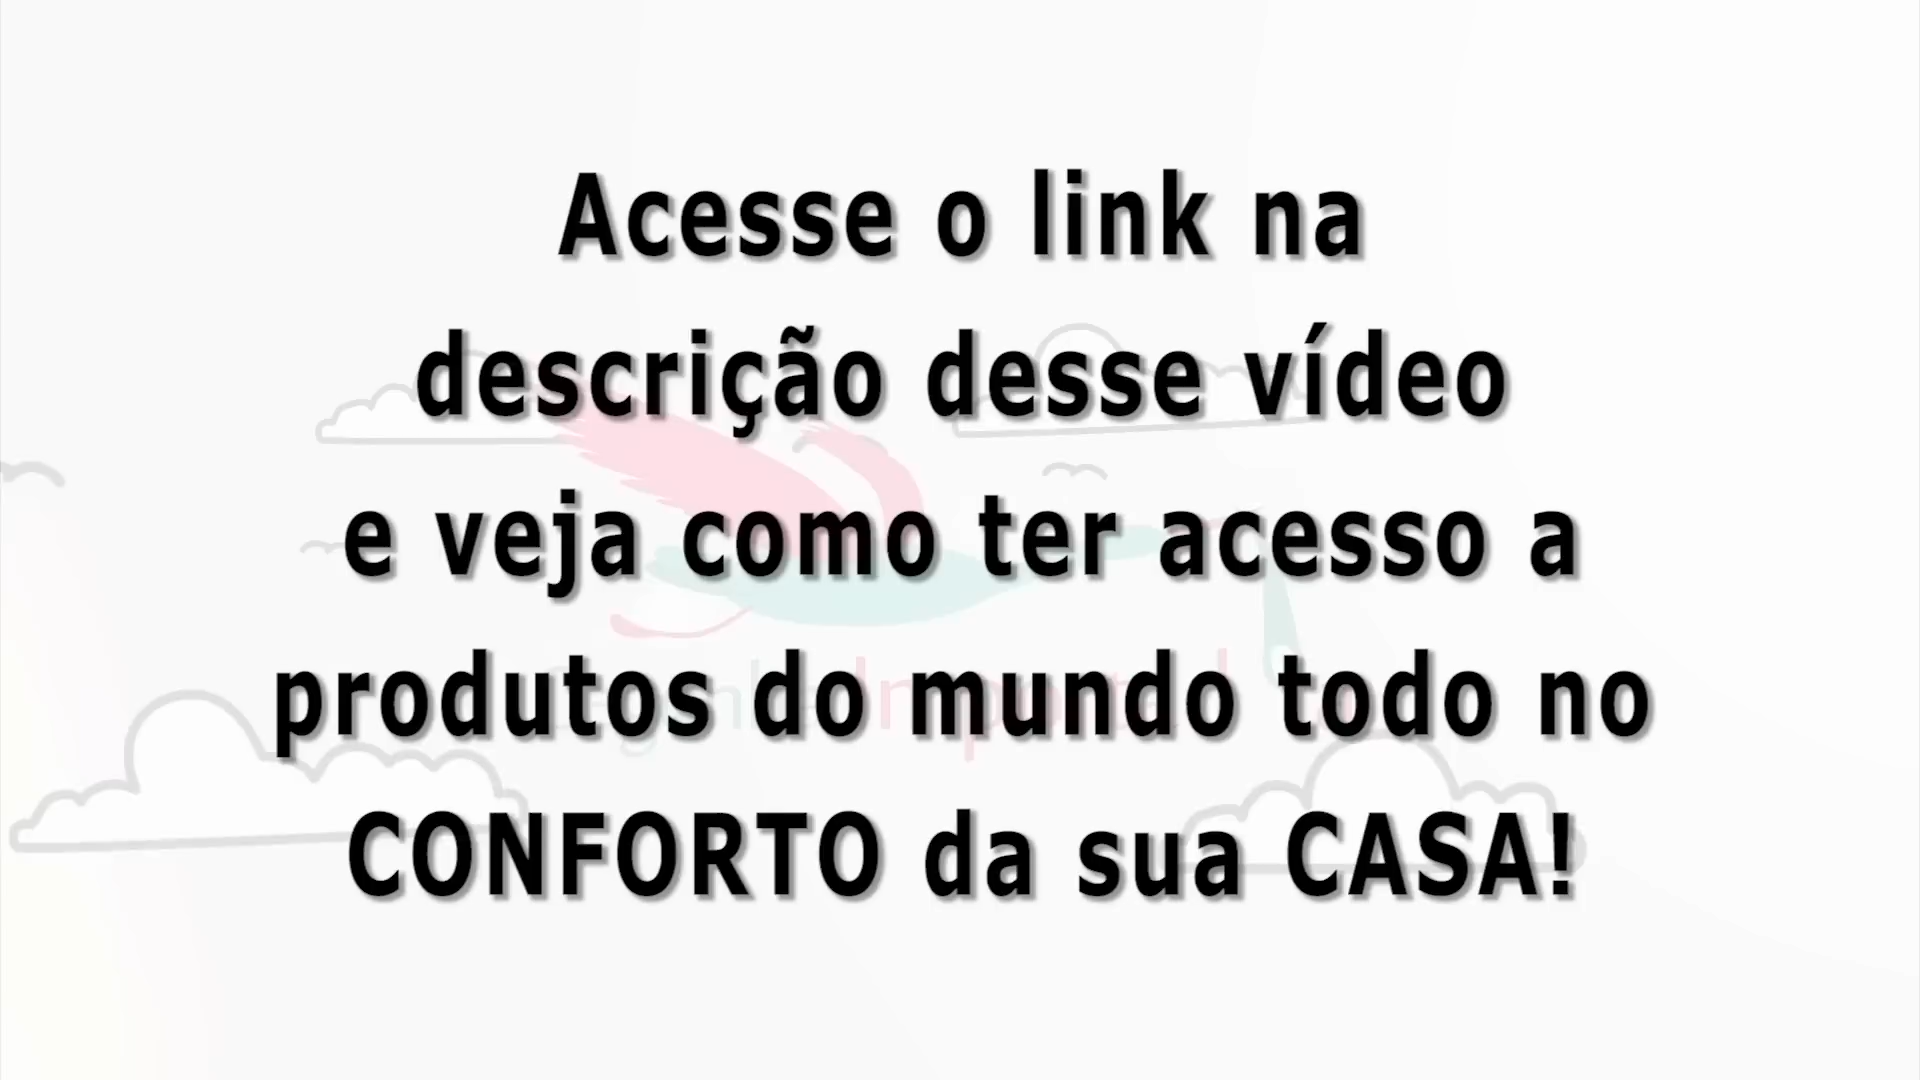 Acesse o link na
descrição desse vídeo
e veja como ter acesso a
produtos do mundo todo no
CONFORTO da sua CASA!